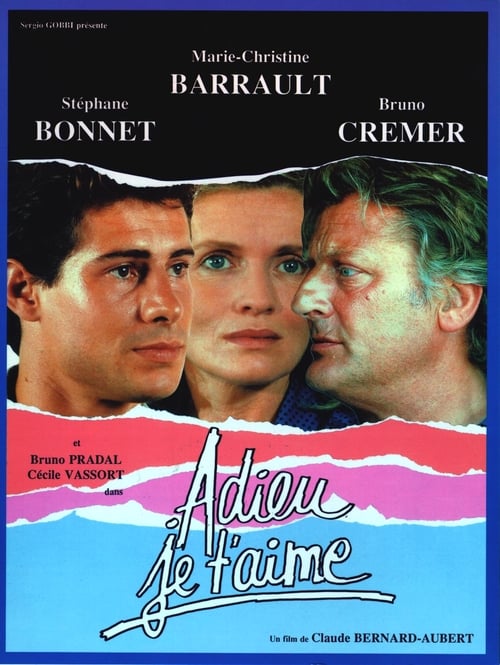 Sergio GOBBI présente
Marie-Christine
BARRAULT
Stéphane
BONNET
Bruno
CREMER
et
Bruno PRADAL
Cécile VASSORT
dans
Adieu
je t'aime
Un film de Claude BERNARD-AUBERT